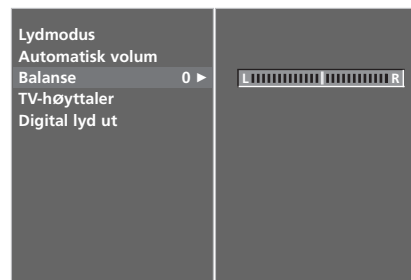 Lydmodus
Automatisk volum
Balanse 0 ►
TV-høyttaler
Digital lyd ut
L R